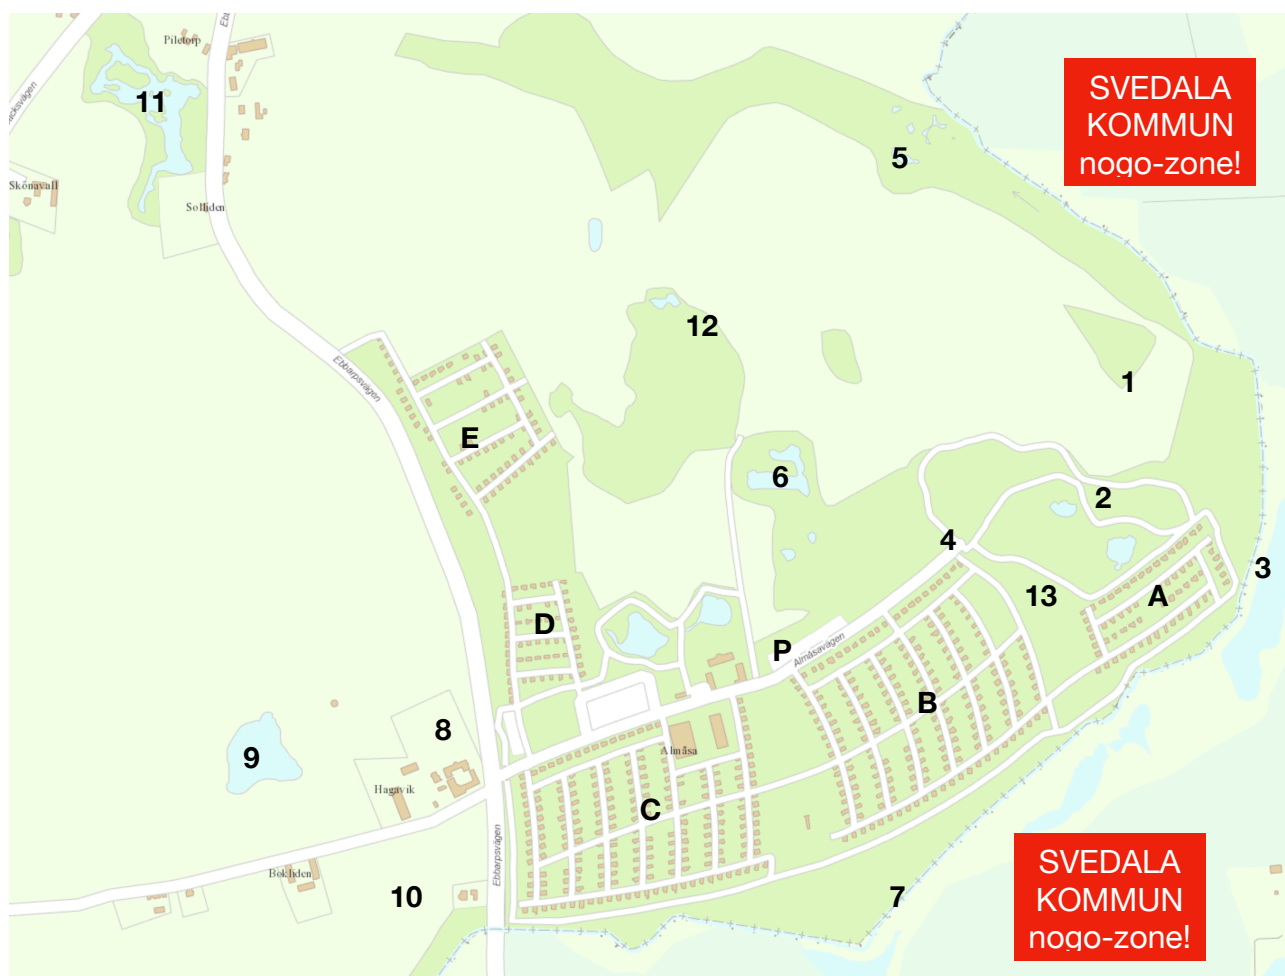 Piletorp
11
SVEDALA
KOMMUN
nogo-zone!
5
Skönavall
Solliden
12
Ebbarpsvägen
1
E
6
2
4
3
13
A
D
P
Almåsavägen
B
8
9
Almåsa
Hagavik
C
Bokliden
10
Ebbarpsvägen
7
SVEDALA
KOMMUN
nogo-zone!